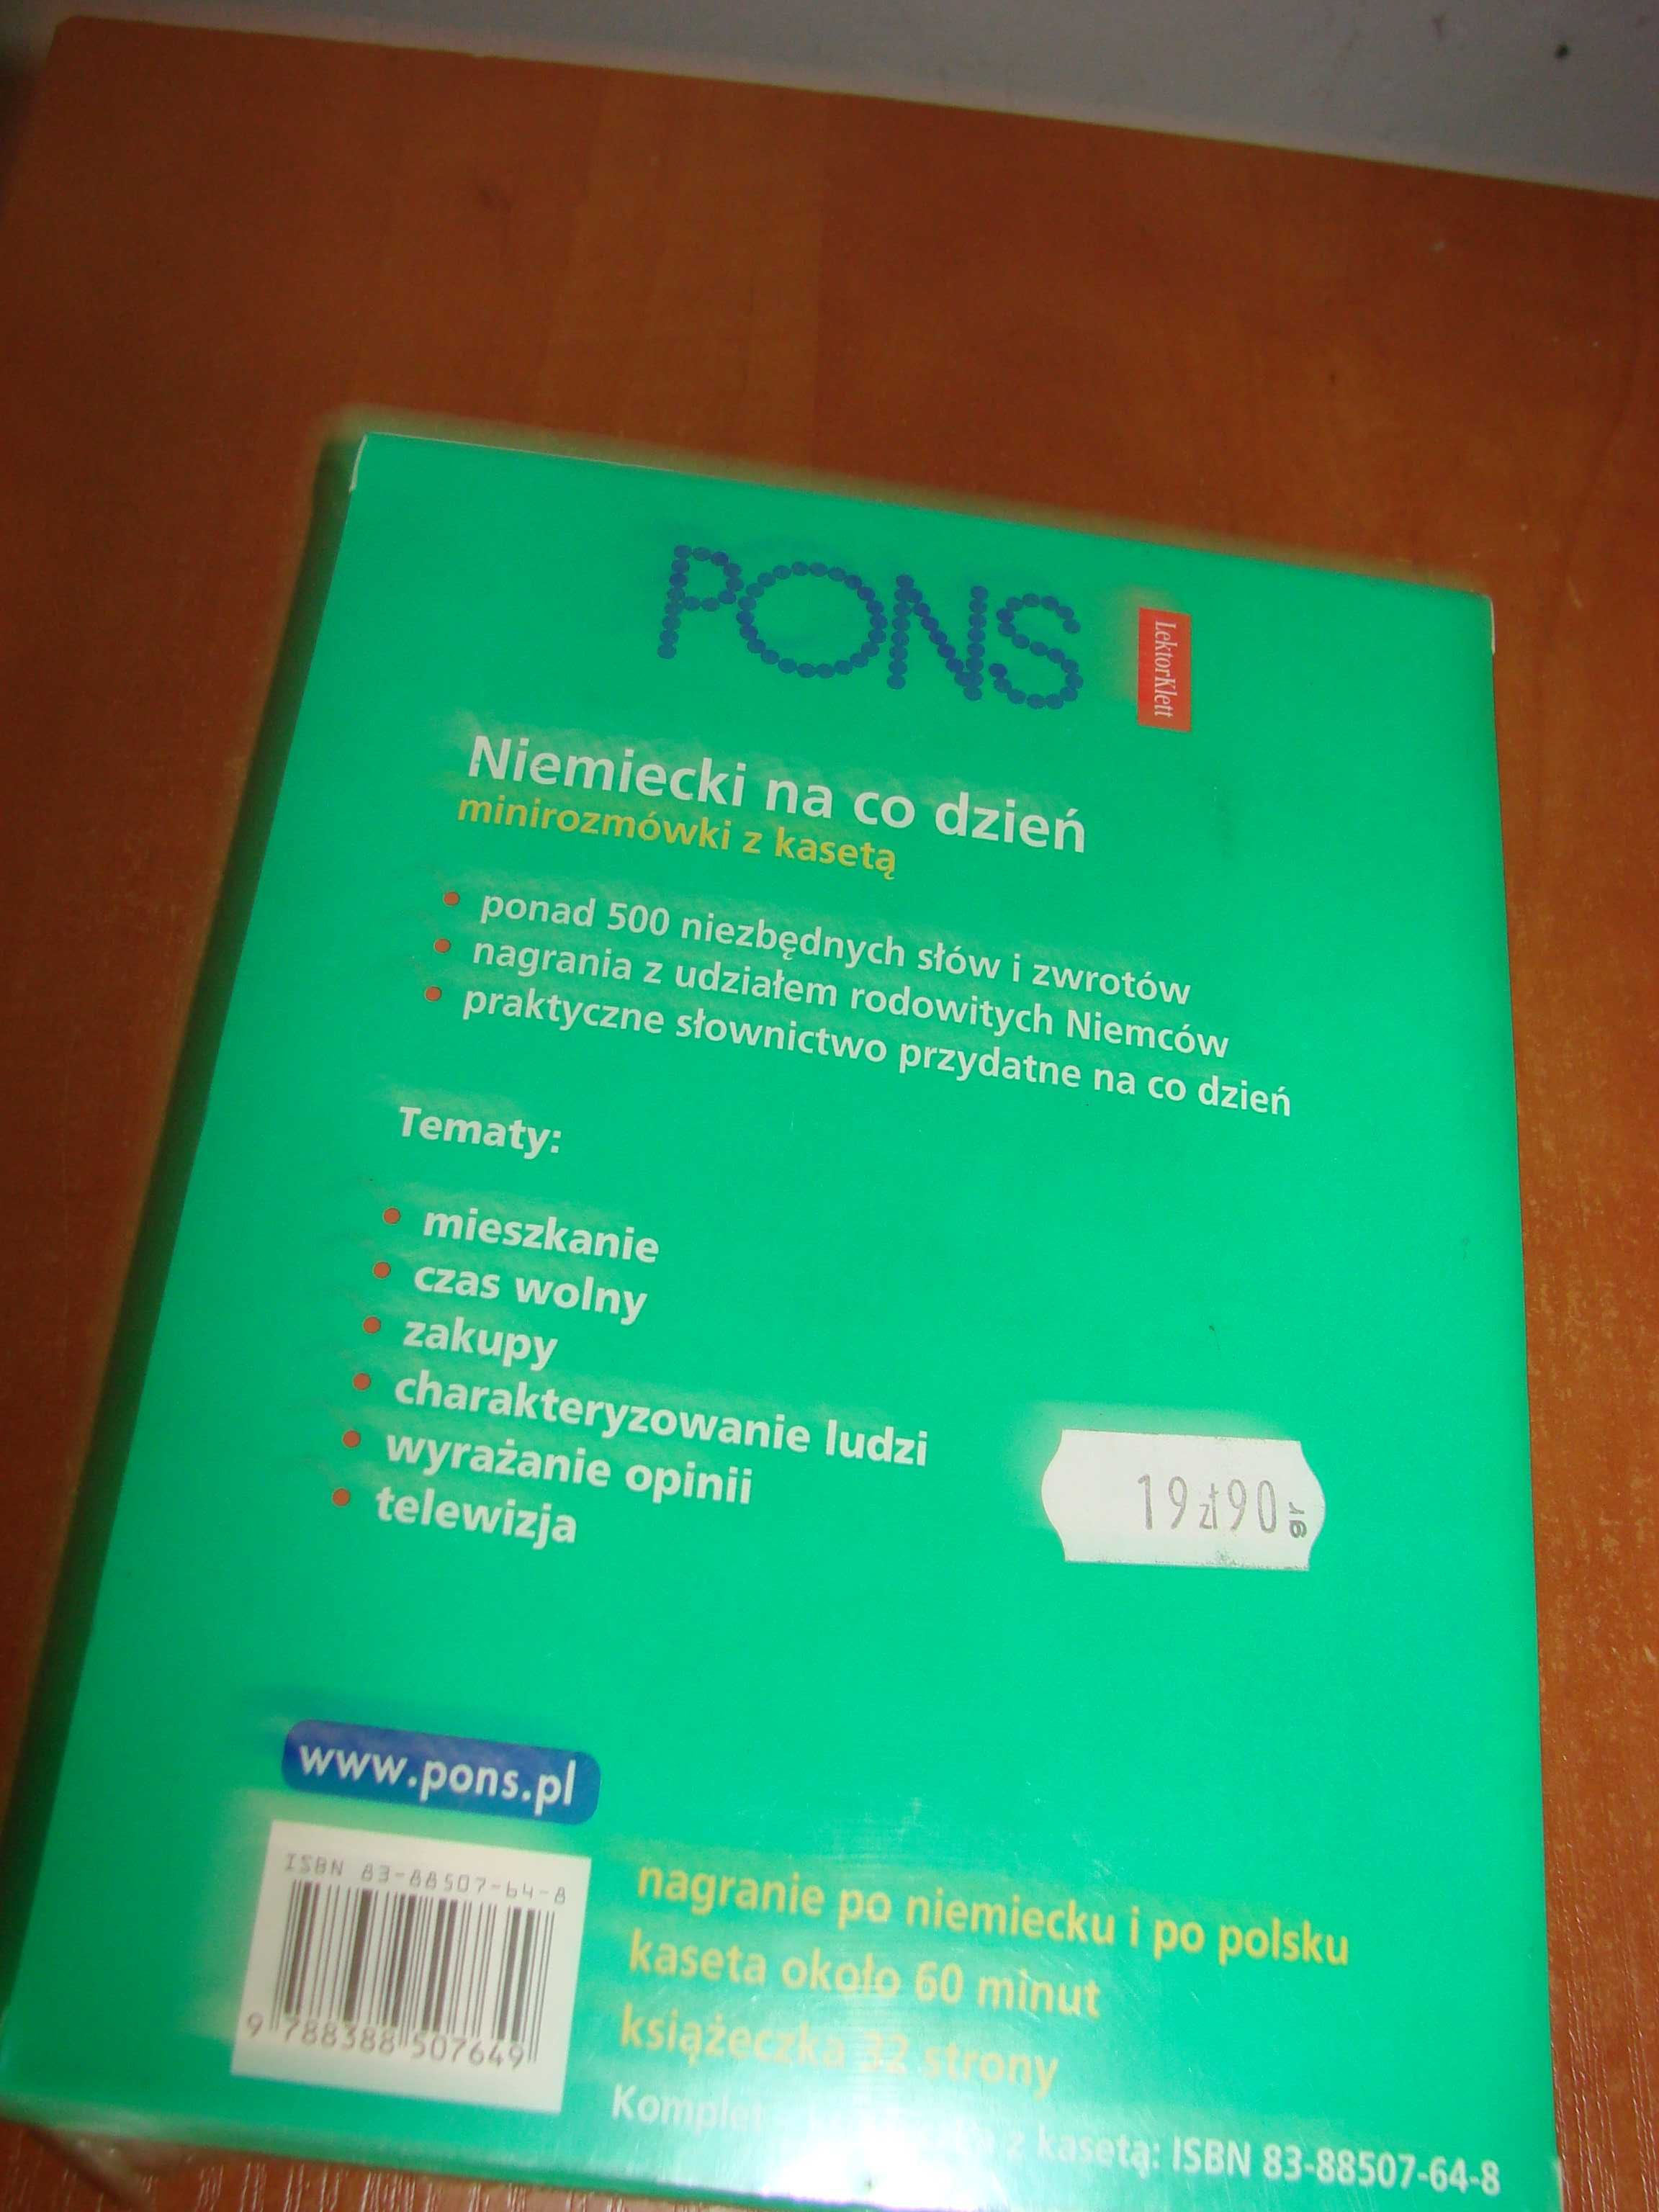 PONS
LektorKlett
Niemiecki na co dzień
minirozmówki z kasetą
• ponad 500 niezbędnych słów i zwrotów
• nagrania z udziałem rodowitych Niemców
• praktyczne słownictwo przydatne na co dzień
Tematy:
• mieszkanie
• czas wolny
• zakupy
• charakteryzowanie ludzi
• wyrażanie opinii
• telewizja
19 zł 90 gr
www.pons.pl
ISBN 83-88507-64-8
9 788388 507649
nagranie po niemiecku i po polsku
kaseta około 60 minut
książeczka 32 strony
z kasetą: ISBN 83-88507-64-8